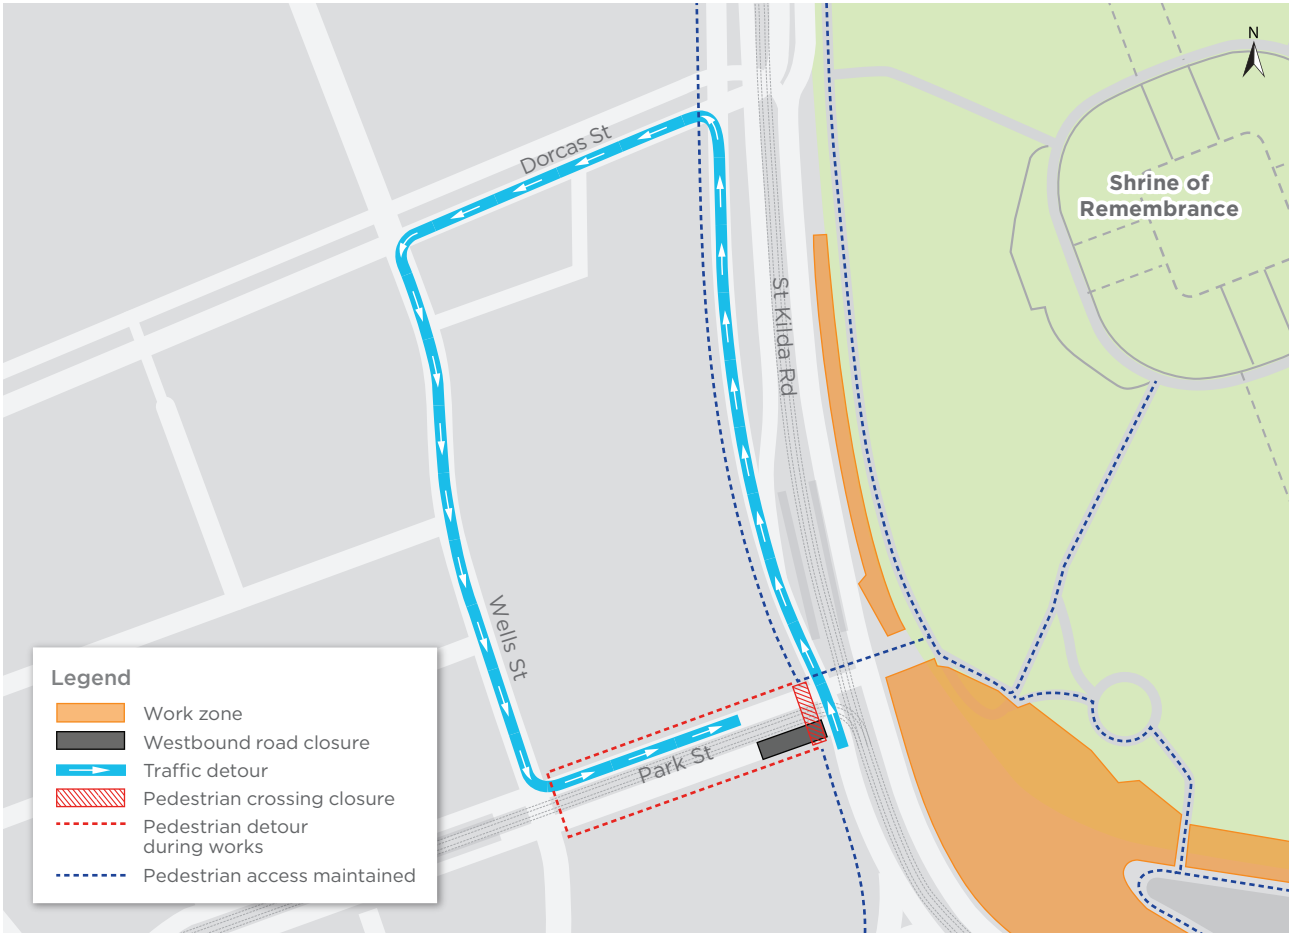 N
Dorcas St
Shrine of
Remembrance
St Kilda Rd
Wells St
Park St
Legend
Work zone
Westbound road closure
Traffic detour
Pedestrian crossing closure
Pedestrian detour
during works
Pedestrian access maintained